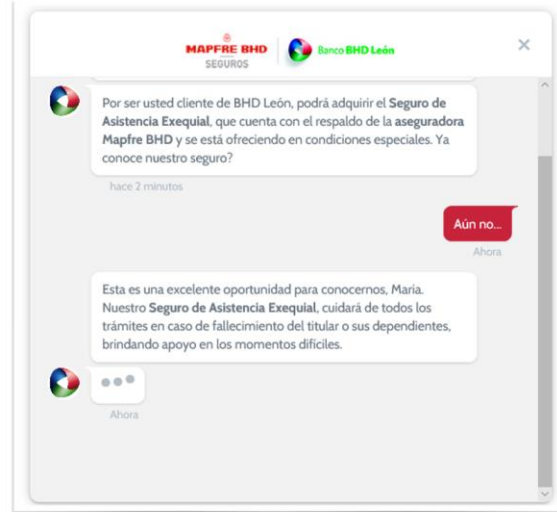 MAPFRE BHD
SEGUROS
Banco BHD León
Por ser usted cliente de BHD León, podrá adquirir el Seguro de
Asistencia Exequial, que cuenta con el respaldo de la aseguradora
Mapfre BHD y se está ofreciendo en condiciones especiales. Ya
conoce nuestro seguro?
hace 2 minutos
Aún no...
Ahora
Esta es una excelente oportunidad para conocernos, Maria.
Nuestro Seguro de Asistencia Exequial, cuidará de todos los
trámites en caso de fallecimiento del titular o sus dependientes,
brindando apoyo en los momentos difíciles.
Ahora